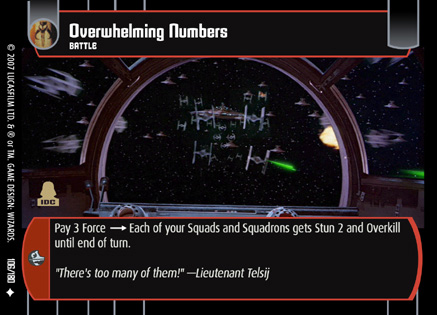 Overwhelming Numbers
BATTLE
© 2007 LUCASFILM LTD. & ® or TM. GAME DESIGN: WIZARDS. 106/180
IDC
Pay 3 Force → Each of your Squads and Squadrons gets Stun 2 and Overkill
until end of turn.
"There's too many of them!" —Lieutenant Telsij